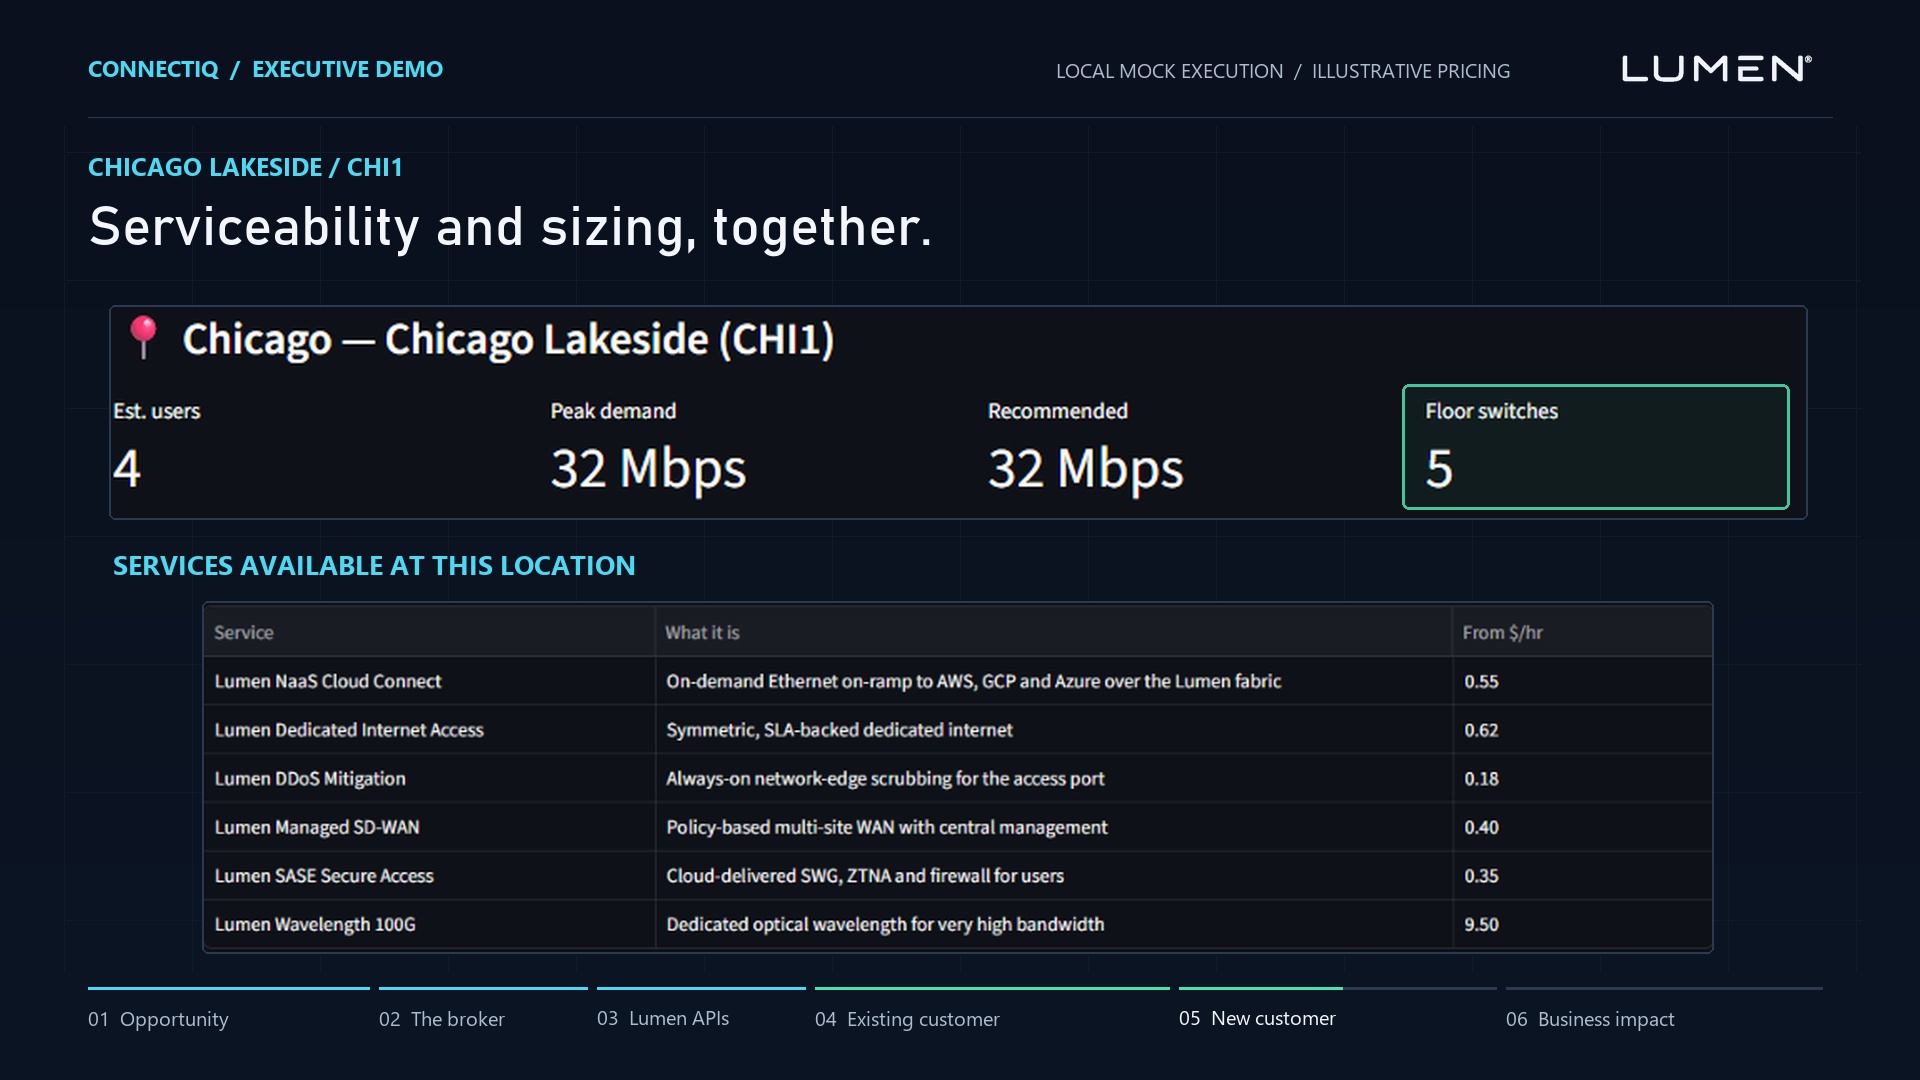 CONNECTIQ / EXECUTIVE DEMO
LOCAL MOCK EXECUTION / ILLUSTRATIVE PRICING
LUMEN®
CHICAGO LAKESIDE / CHI1
Serviceability and sizing, together.
Chicago — Chicago Lakeside (CHI1)
Est. users
4
Peak demand
32 Mbps
Recommended
32 Mbps
Floor switches
5
SERVICES AVAILABLE AT THIS LOCATION
Service What it is From $/hr
Lumen NaaS Cloud Connect On-demand Ethernet on-ramp to AWS, GCP and Azure over the Lumen fabric 0.55
Lumen Dedicated Internet Access Symmetric, SLA-backed dedicated internet 0.62
Lumen DDoS Mitigation Always-on network-edge scrubbing for the access port 0.18
Lumen Managed SD-WAN Policy-based multi-site WAN with central management 0.40
Lumen SASE Secure Access Cloud-delivered SWG, ZTNA and firewall for users 0.35
Lumen Wavelength 100G Dedicated optical wavelength for very high bandwidth 9.50
01 Opportunity
02 The broker
03 Lumen APIs
04 Existing customer
05 New customer
06 Business impact